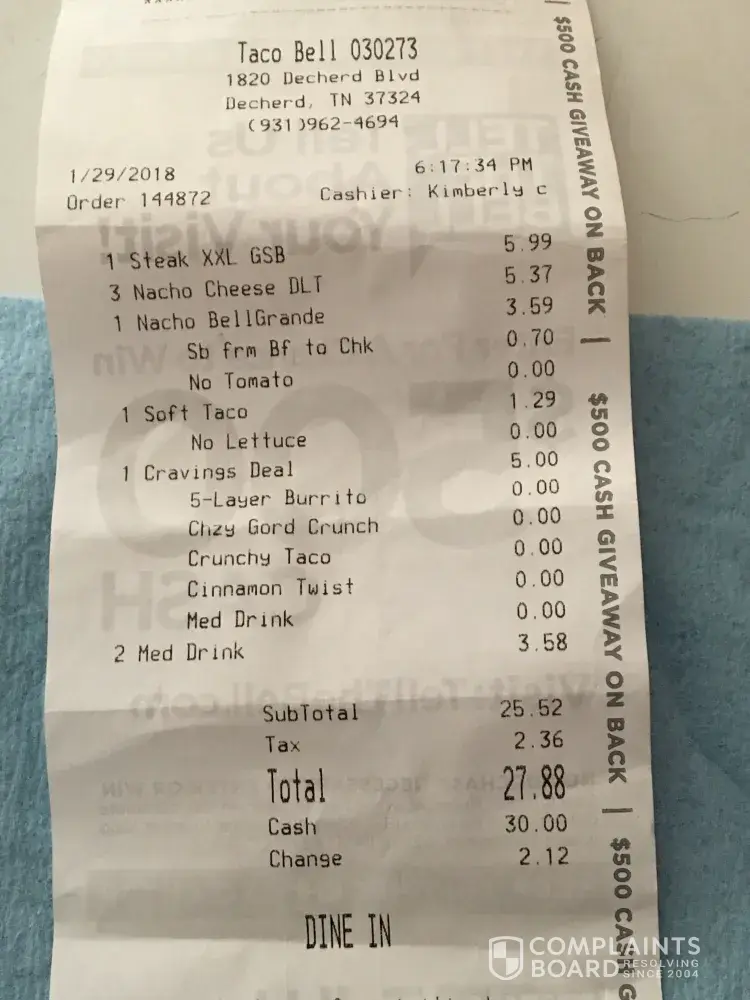 Taco Bell 030273
1820 Decherd Blvd
Decherd, TN 37324
(931)962-4694
1/29/2018 6:17:34 PM
Order 144872 Cashier: Kimberly c
1 Steak XXL GSB 5.99
3 Nacho Cheese DLT 5.37
1 Nacho BellGrande 3.59
Sb frm Bf to Chk 0.70
No Tomato 0.00
1 Soft Taco 1.29
No Lettuce 0.00
1 Cravings Deal 5.00
5-Layer Burrito 0.00
Chzy Gord Crunch 0.00
Crunchy Taco 0.00
Cinnamon Twist 0.00
Med Drink 0.00
2 Med Drink 3.58
SubTotal 25.52
Tax 2.36
Total 27.88
Cash 30.00
Change 2.12
DINE IN
| $500 CASH GIVEAWAY ON BACK | $500 CASH GIVEAWAY ON BACK | $500 CASH G
COMPLAINTS
BOARD RESOLVING
SINCE 2004